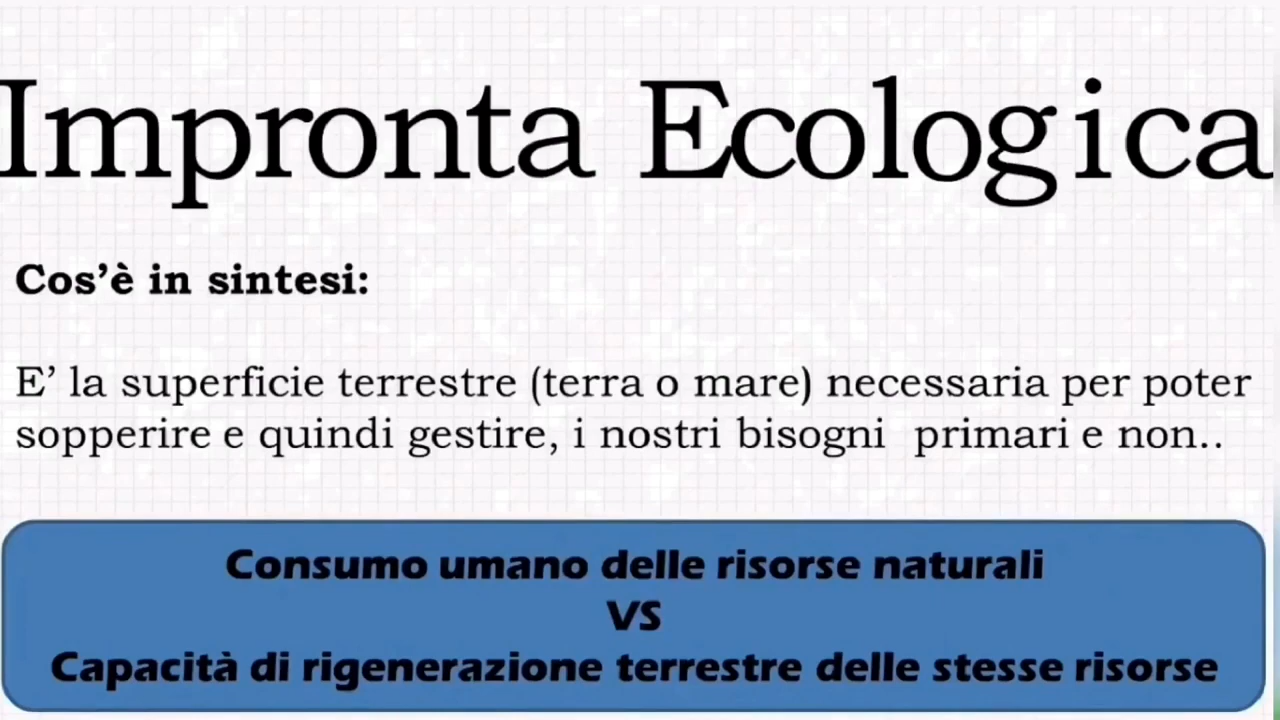 Impronta Ecologica
Cos’è in sintesi:
E’ la superficie terrestre (terra o mare) necessaria per poter
sopperire e quindi gestire, i nostri bisogni primari e non..
Consumo umano delle risorse naturali
VS
Capacità di rigenerazione terrestre delle stesse risorse